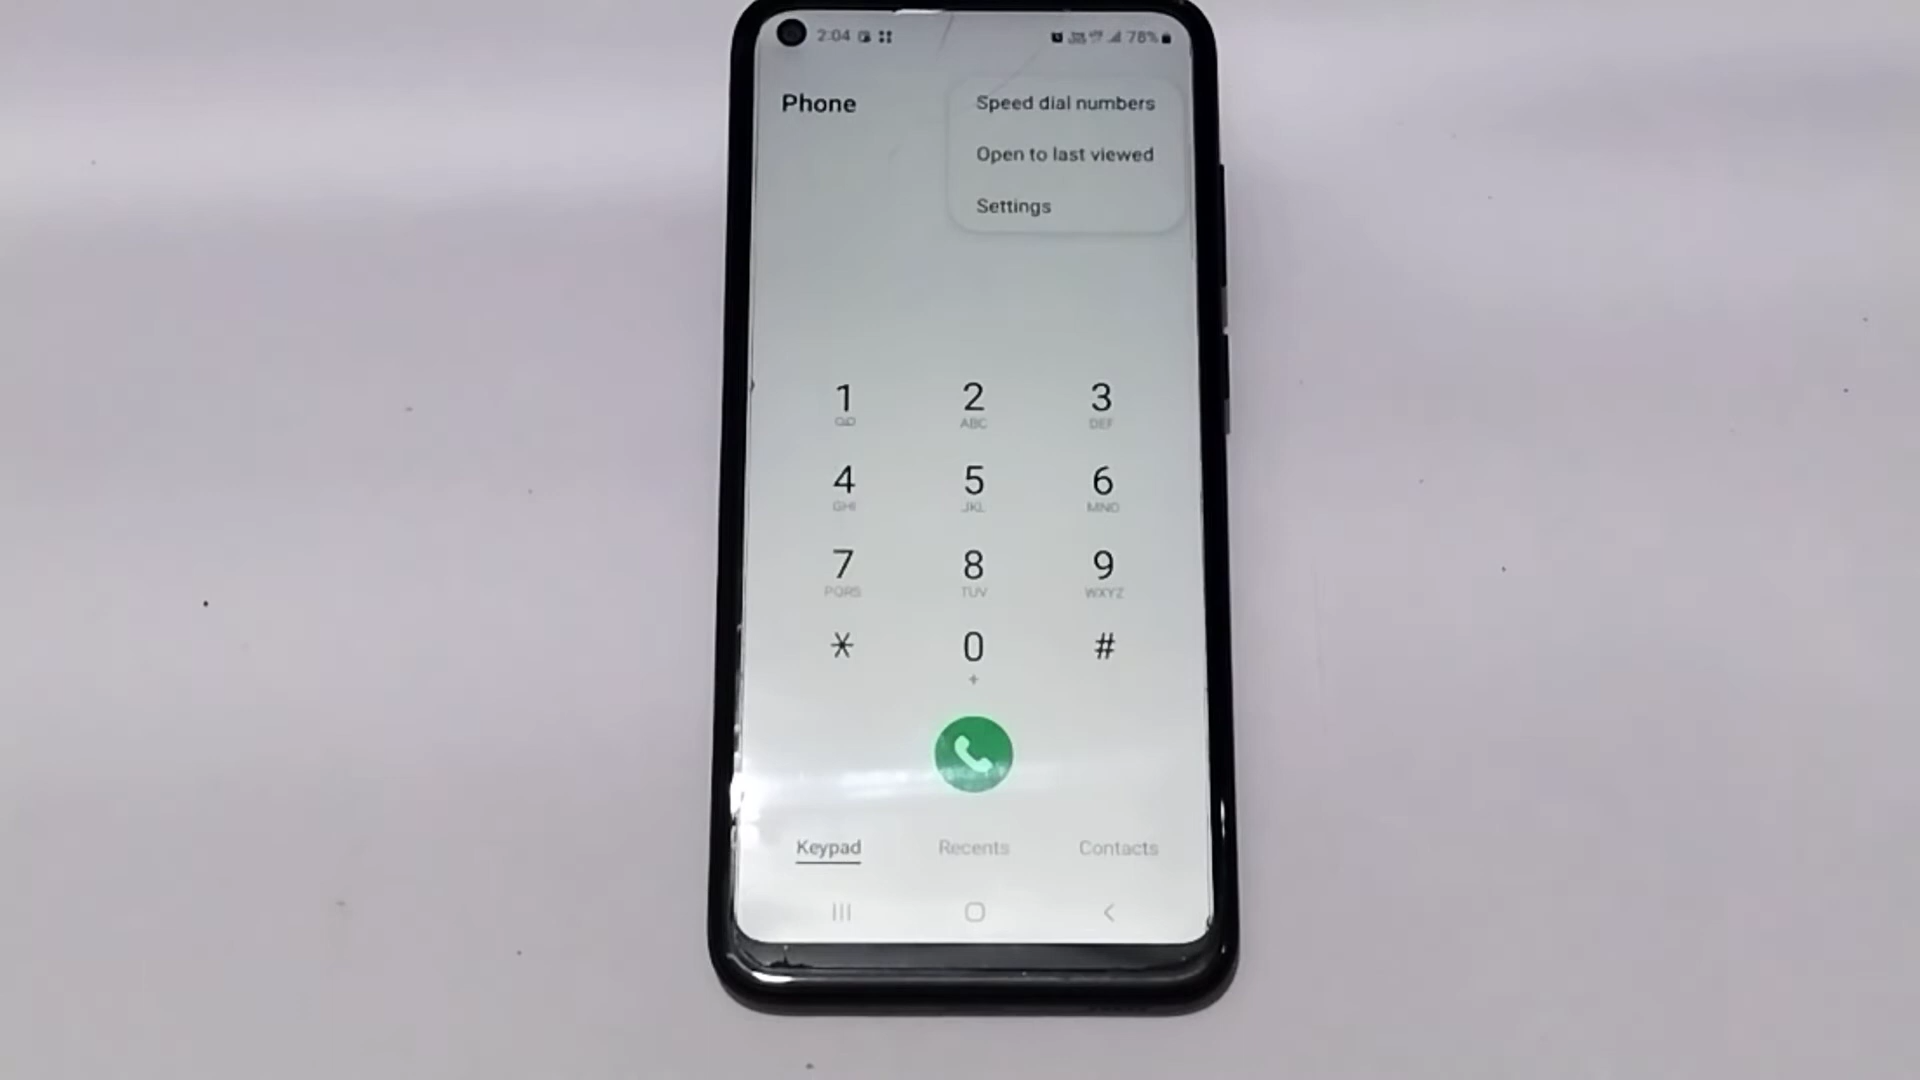 2:04
78%
Phone
Speed dial numbers
Open to last viewed
Settings
1 2 3
ABC DEF
4 5 6
GHI JKL MNO
7 8 9
PQRS TUV WXYZ
* 0 #
+
Keypad Recents Contacts